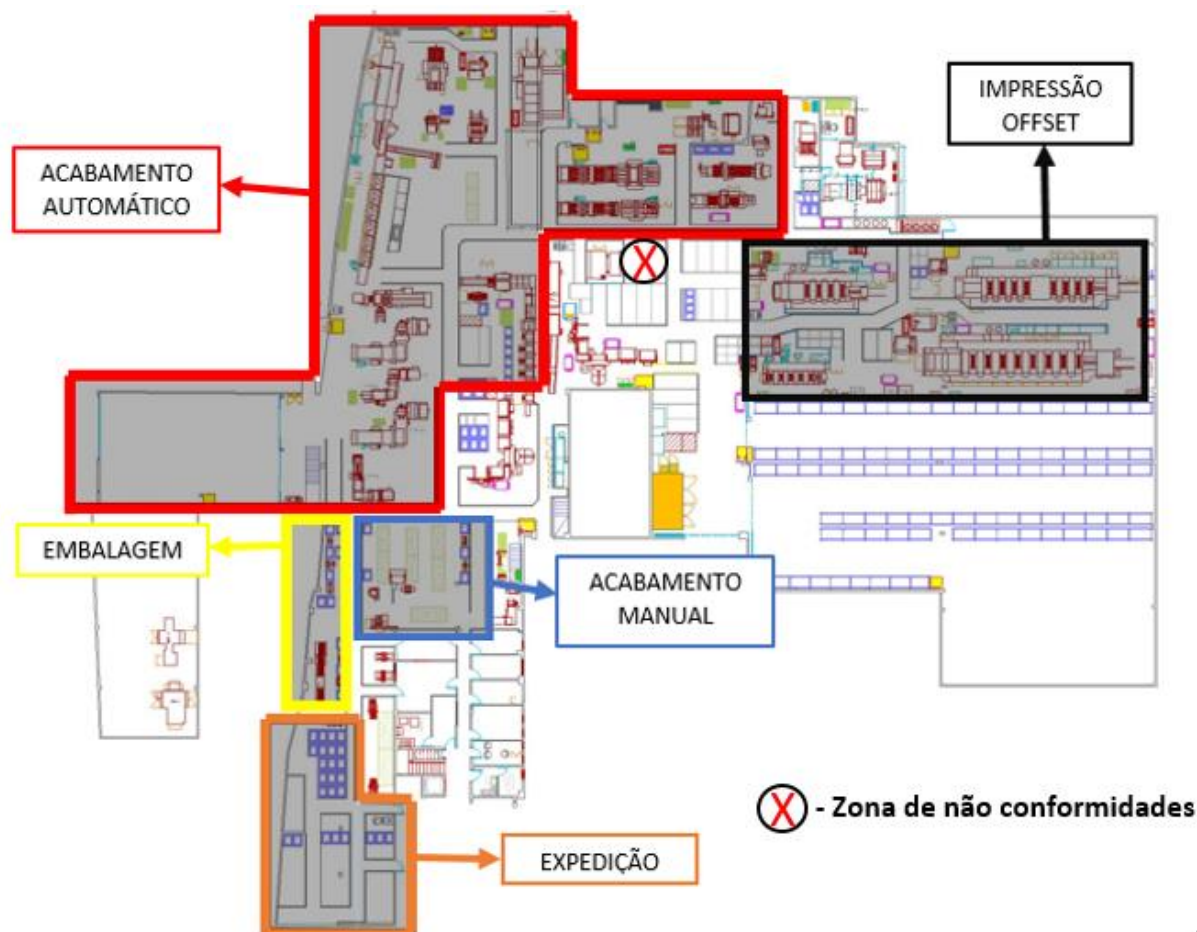 IMPRESSÃO
OFFSET
ACABAMENTO
AUTOMÁTICO
EMBALAGEM
ACABAMENTO
MANUAL
X - Zona de não conformidades
EXPEDIÇÃO